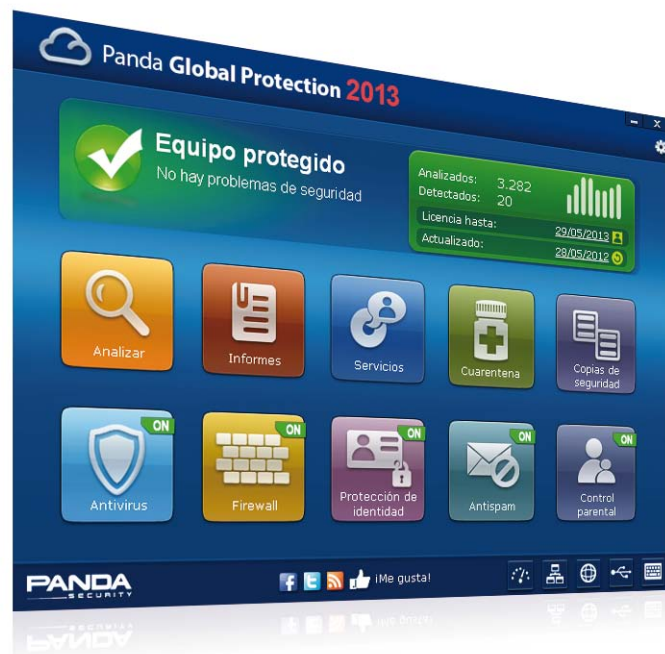 Panda Global Protection 2013
Equipo protegido
No hay problemas de seguridad
Analizados: 3.282
Detectados: 20
Licencia hasta: 29/05/2013
Actualizado: 28/05/2012
Analizar
Informes
Servicios
Cuarentena
Copias de
seguridad
ON
ON
ON
ON
ON
Antivirus
Firewall
Protección de
identidad
Antispam
Control
parental
PANDA
SECURITY
¡Me gusta!